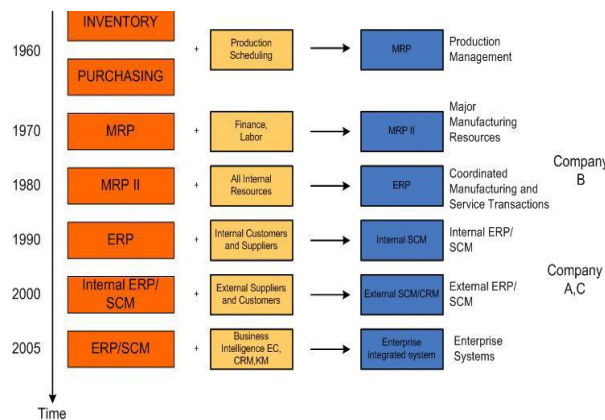 INVENTORY
1960
+
Production
Scheduling
MRP
Production
Management
PURCHASING
1970
MRP
+
Finance,
Labor
MRP II
Major
Manufacturing
Resources
1980
MRP II
+
All Internal
Resources
ERP
Coordinated
Manufacturing and
Service Transactions
Company
B
1990
ERP
+
Internal Customers
and Suppliers
Internal SCM
Internal ERP/
SCM
2000
Internal ERP/
SCM
+
External Suppliers
and Customers
External SCM/CRM
External ERP/
SCM
Company
A,C
2005
ERP/SCM
+
Business
Intelligence EC,
CRM,KM
Enterprise
integrated system
Enterprise
Systems
Time